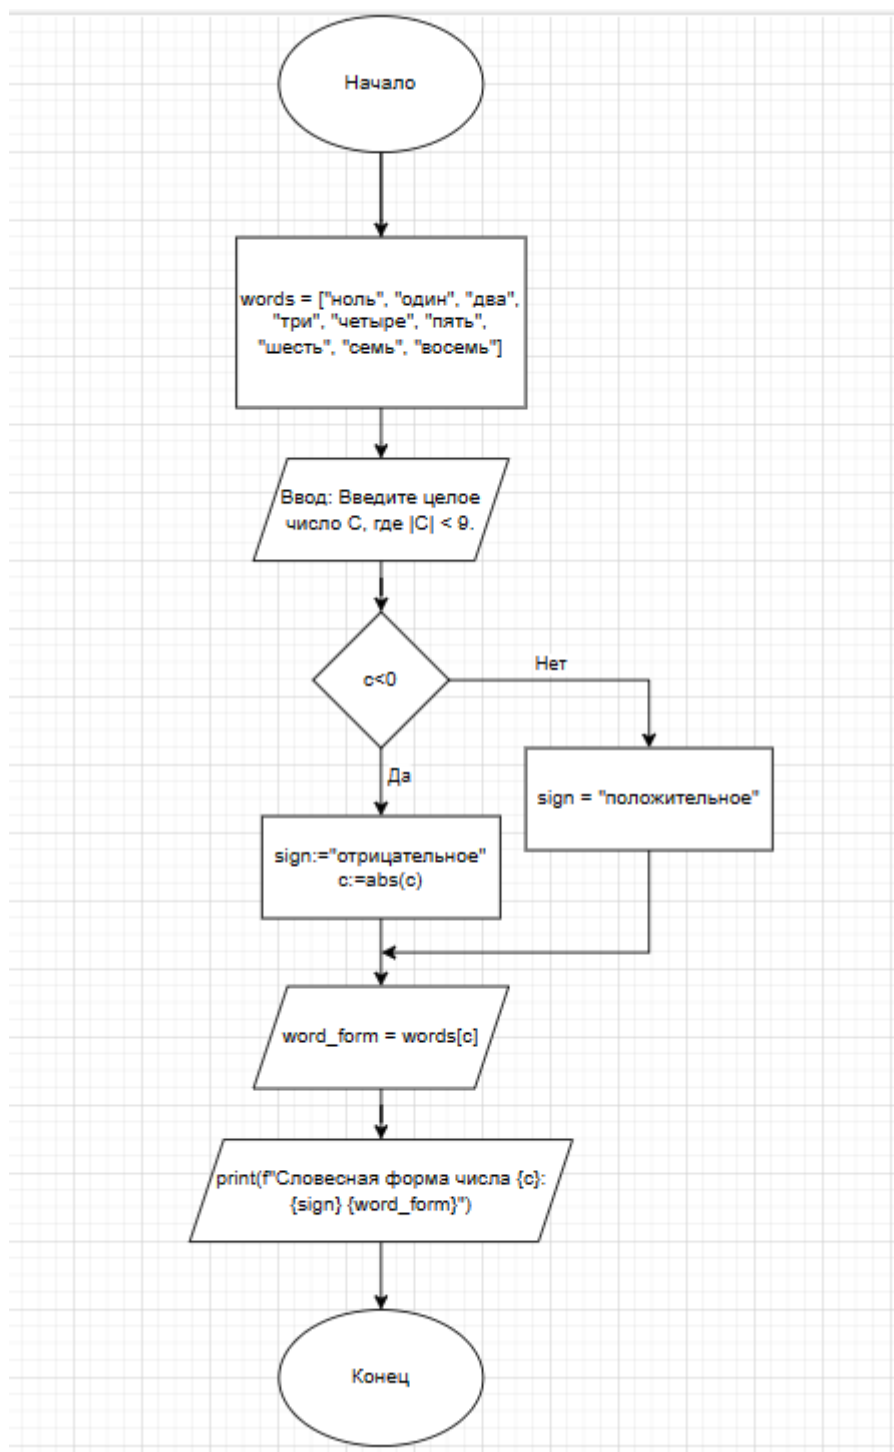 Начало
words = ["ноль", "один", "два",
"три", "четыре", "пять",
"шесть", "семь", "восемь"]
Ввод: Введите целое
число C, где |C| < 9.
c<0
Нет
Да
sign = "положительное"
sign:="отрицательное"
c:=abs(c)
word_form = words[c]
print(f"Словесная форма числа {c}:
{sign} {word_form}")
Конец